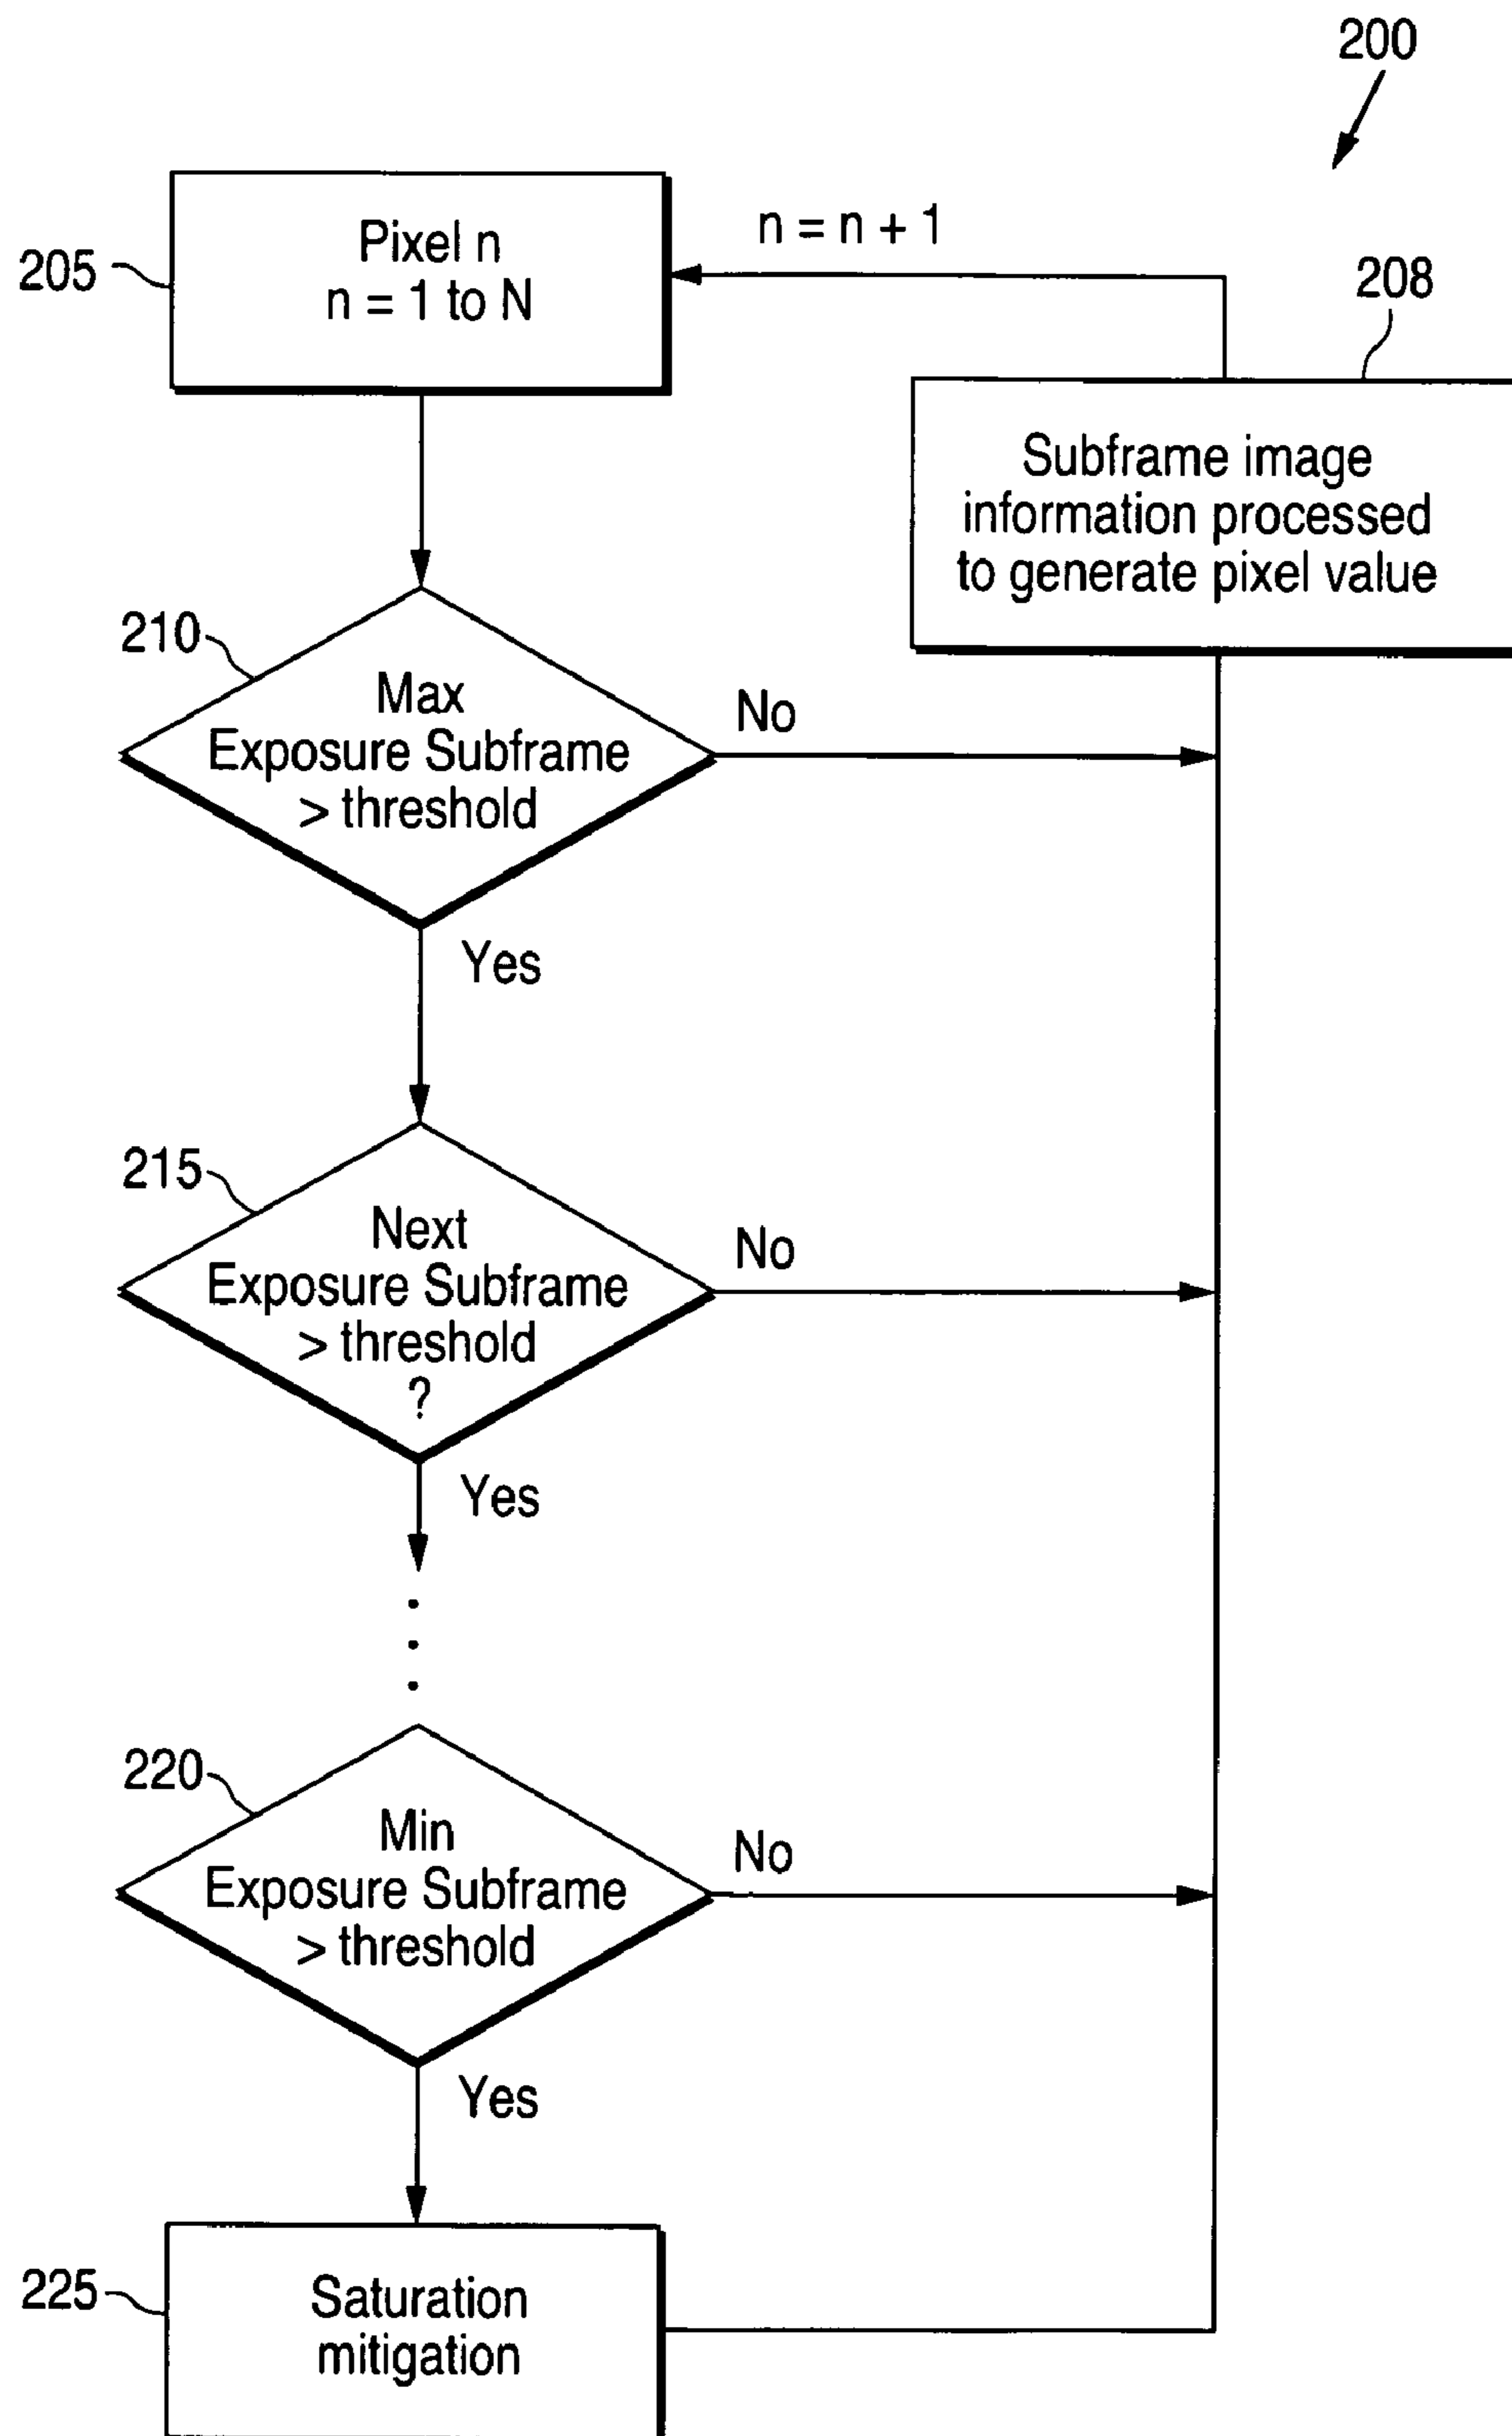 200
205
Pixel n
n = 1 to N
n = n + 1
208
Subframe image
information processed
to generate pixel value
210
Max
Exposure Subframe
> threshold
No
Yes
215
Next
Exposure Subframe
> threshold
?
No
Yes
220
Min
Exposure Subframe
> threshold
No
Yes
225
Saturation
mitigation